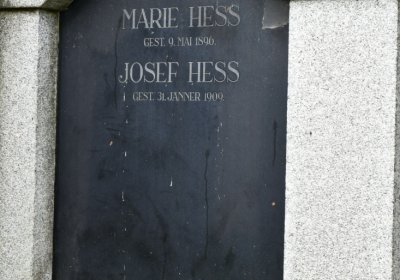 MARIE HESS
GEST. 9. MAI 1896.
JOSEF HESS
GEST. 31. JÄNNER 1909.